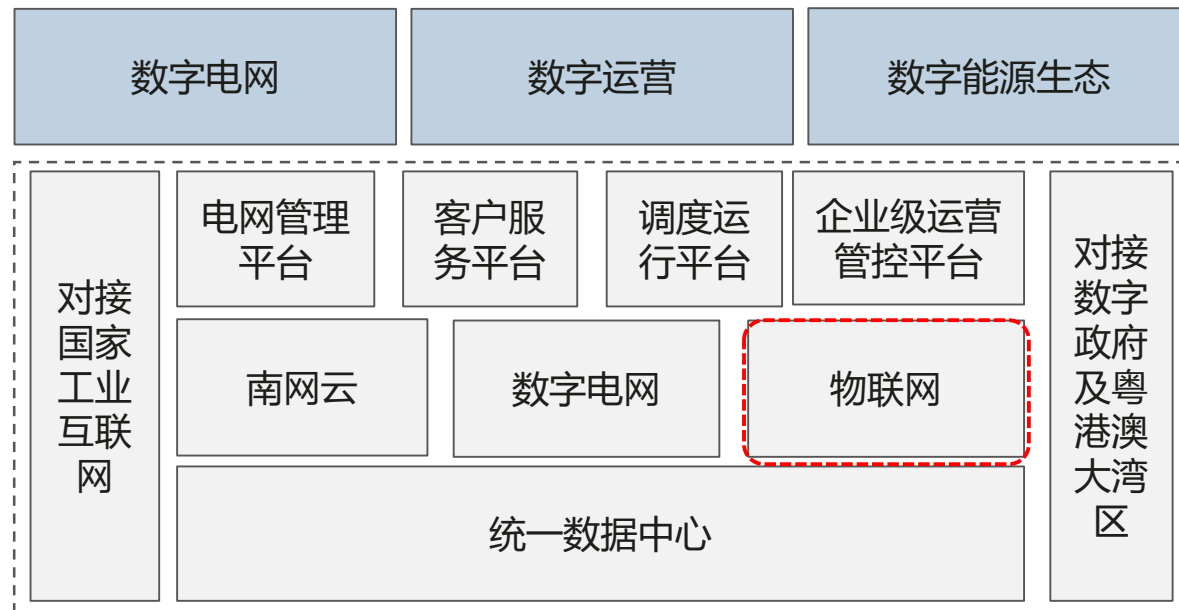 数字电网
数字运营
数字能源生态
对接
国家
工业
互联
网
电网管理
平台
客户服
务平台
调度运
行平台
企业级运营
管控平台
南网云
数字电网
物联网
统一数据中心
对接
数字
政府
及粤
港澳
大湾
区